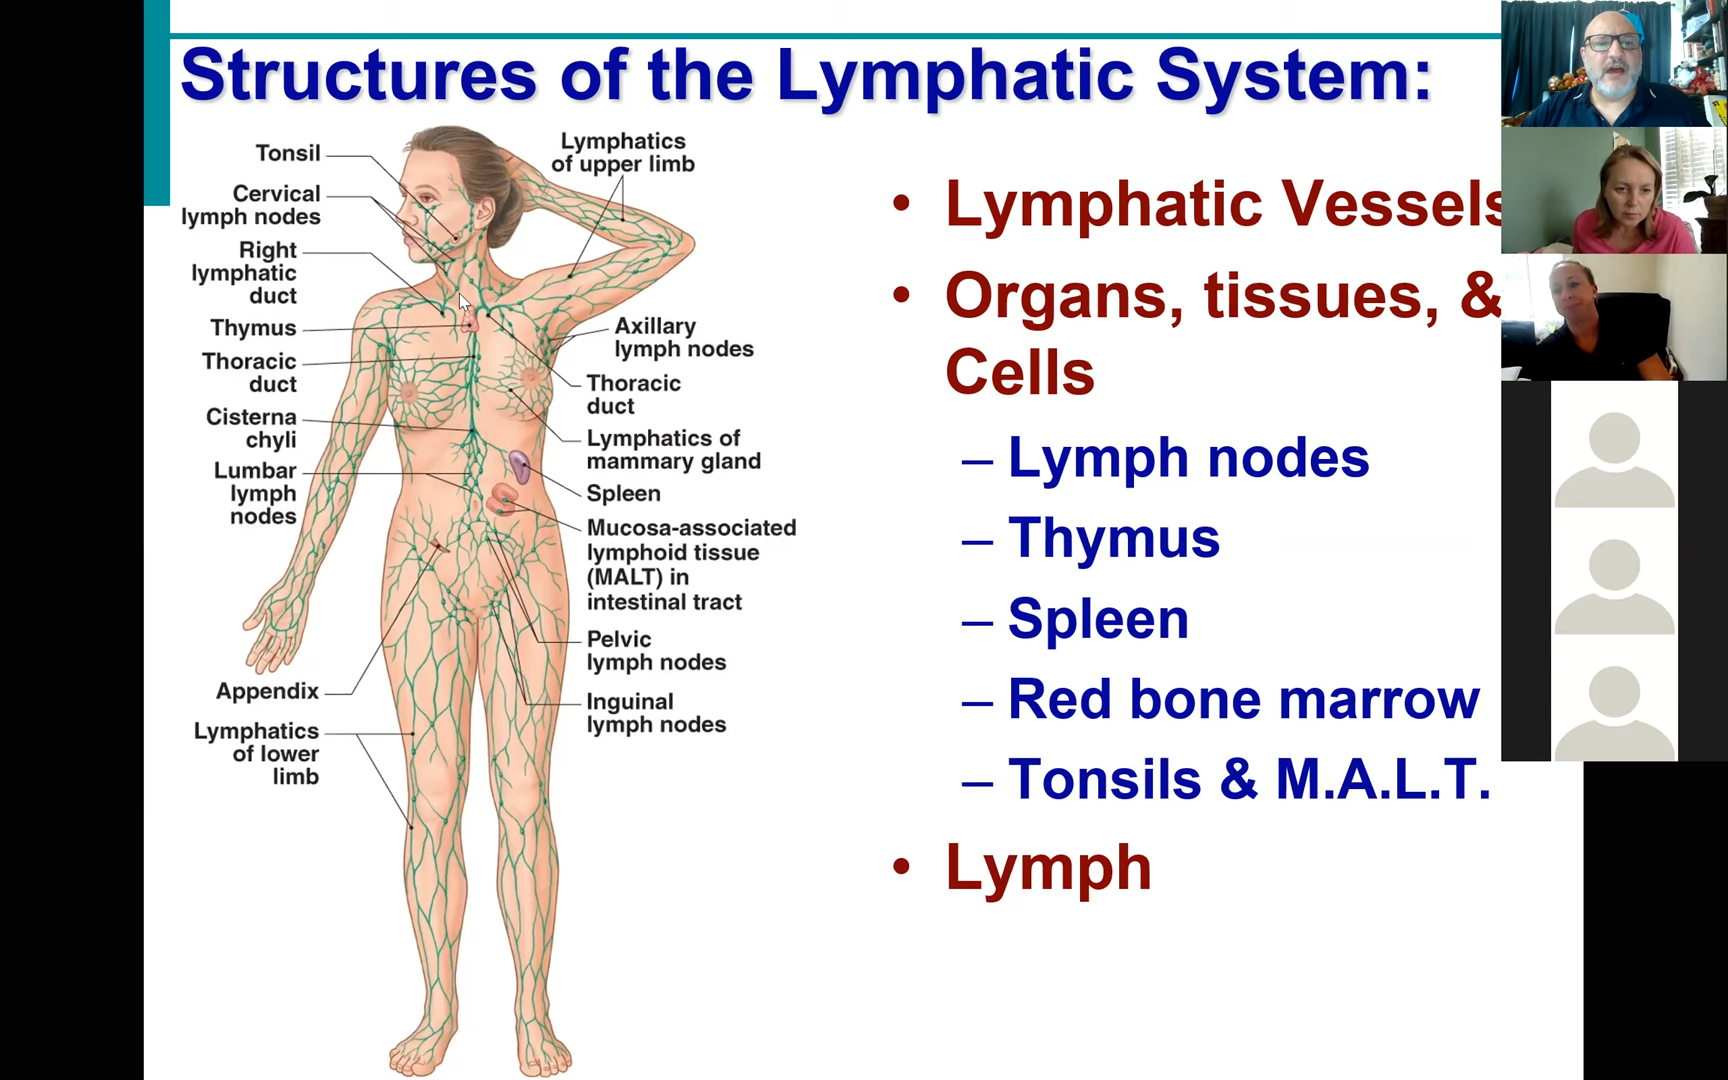 Structures of the Lymphatic System:
Tonsil
Cervical
lymph nodes
Right
lymphatic
duct
Thymus
Thoracic
duct
Cisterna
chyli
Lumbar
lymph
nodes
Appendix
Lymphatics
of lower
limb
Lymphatics
of upper limb
Axillary
lymph nodes
Thoracic
duct
Lymphatics of
mammary gland
Spleen
Mucosa-associated
lymphoid tissue
(MALT) in
intestinal tract
Pelvic
lymph nodes
Inguinal
lymph nodes
• Lymphatic Vessels
• Organs, tissues, &
Cells
– Lymph nodes
– Thymus
– Spleen
– Red bone marrow
– Tonsils & M.A.L.T.
• Lymph